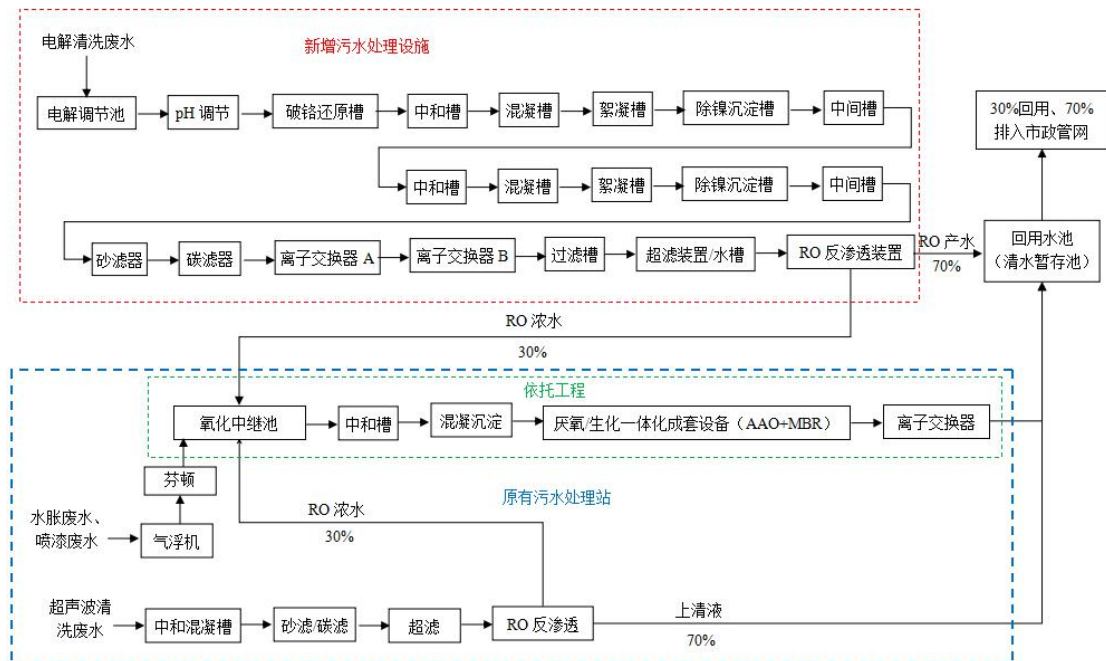 电解清洗废水
新增污水处理设施
电解调节池
pH 调节
破铬还原槽
中和槽
混凝槽
絮凝槽
除镍沉淀槽
中间槽
30%回用、70%
排入市政管网
中和槽
混凝槽
絮凝槽
除镍沉淀槽
中间槽
砂滤器
碳滤器
离子交换器 A
离子交换器 B
过滤槽
超滤装置/水槽
RO 反渗透装置
RO 产水
70%
回用水池
（清水暂存池）
RO 浓水
30%
依托工程
氧化中继池
中和槽
混凝沉淀
厌氧/生化一体化成套设备（AAO+MBR）
离子交换器
芬顿
原有污水处理站
水胀废水、
喷漆废水
气浮机
RO 浓水
30%
超声波清
洗废水
中和混凝槽
砂滤/碳滤
超滤
RO 反渗透
上清液
70%